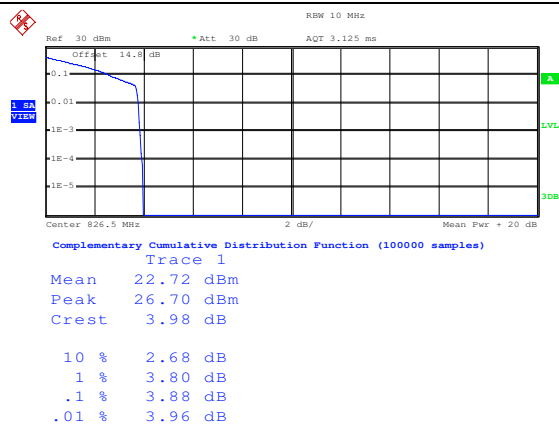 RBW 10 MHz
Ref 30 dBm *Att 30 dB AQT 3.125 ms
Offset 14.8 dB
0.1
A
0.01
1 SA
VIEW
1E-3
LVL
1E-4
1E-5
3DB
Center 826.5 MHz 2 dB/ Mean Pwr + 20 dB
Complementary Cumulative Distribution Function (100000 samples)
Trace 1
Mean 22.72 dBm
Peak 26.70 dBm
Crest 3.98 dB
10 % 2.68 dB
1 % 3.80 dB
.1 % 3.88 dB
.01 % 3.96 dB